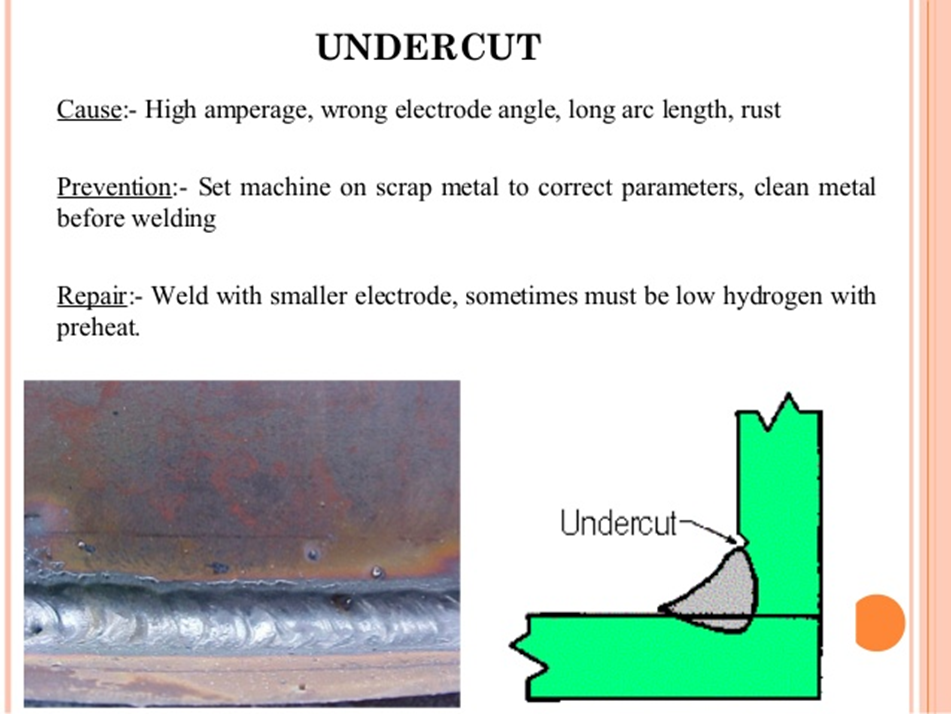 UNDERCUT
Cause:- High amperage, wrong electrode angle, long arc length, rust
Prevention:- Set machine on scrap metal to correct parameters, clean metal
before welding
Repair:- Weld with smaller electrode, sometimes must be low hydrogen with
preheat.
Undercut